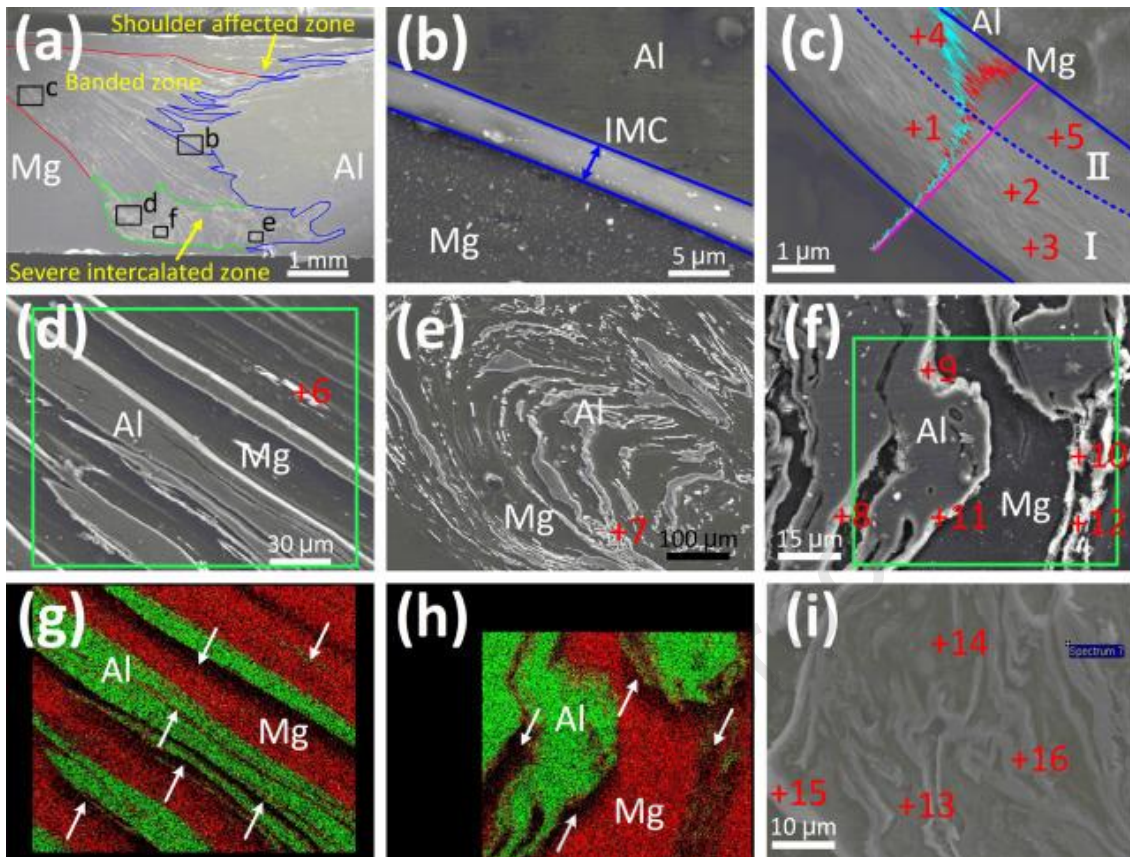 (a)
Shoulder affected zone
Banded zone
c
b
Mg
Al
d
f
e
Severe intercalated zone
1 mm
(b)
Al
IMC
Mg
5 μm
(c)
Al
+4
Mg
+1
+5
II
+2
+3
I
1 μm
(d)
+6
Al
Mg
30 μm
(e)
Al
Mg
+7
100 μm
(f)
+9
Al
+10
Mg
+8
+11
+12
15 μm
(g)
Al
Mg
(h)
Al
Mg
(i)
+14
Spectrum 7
+16
+15
+13
10 μm